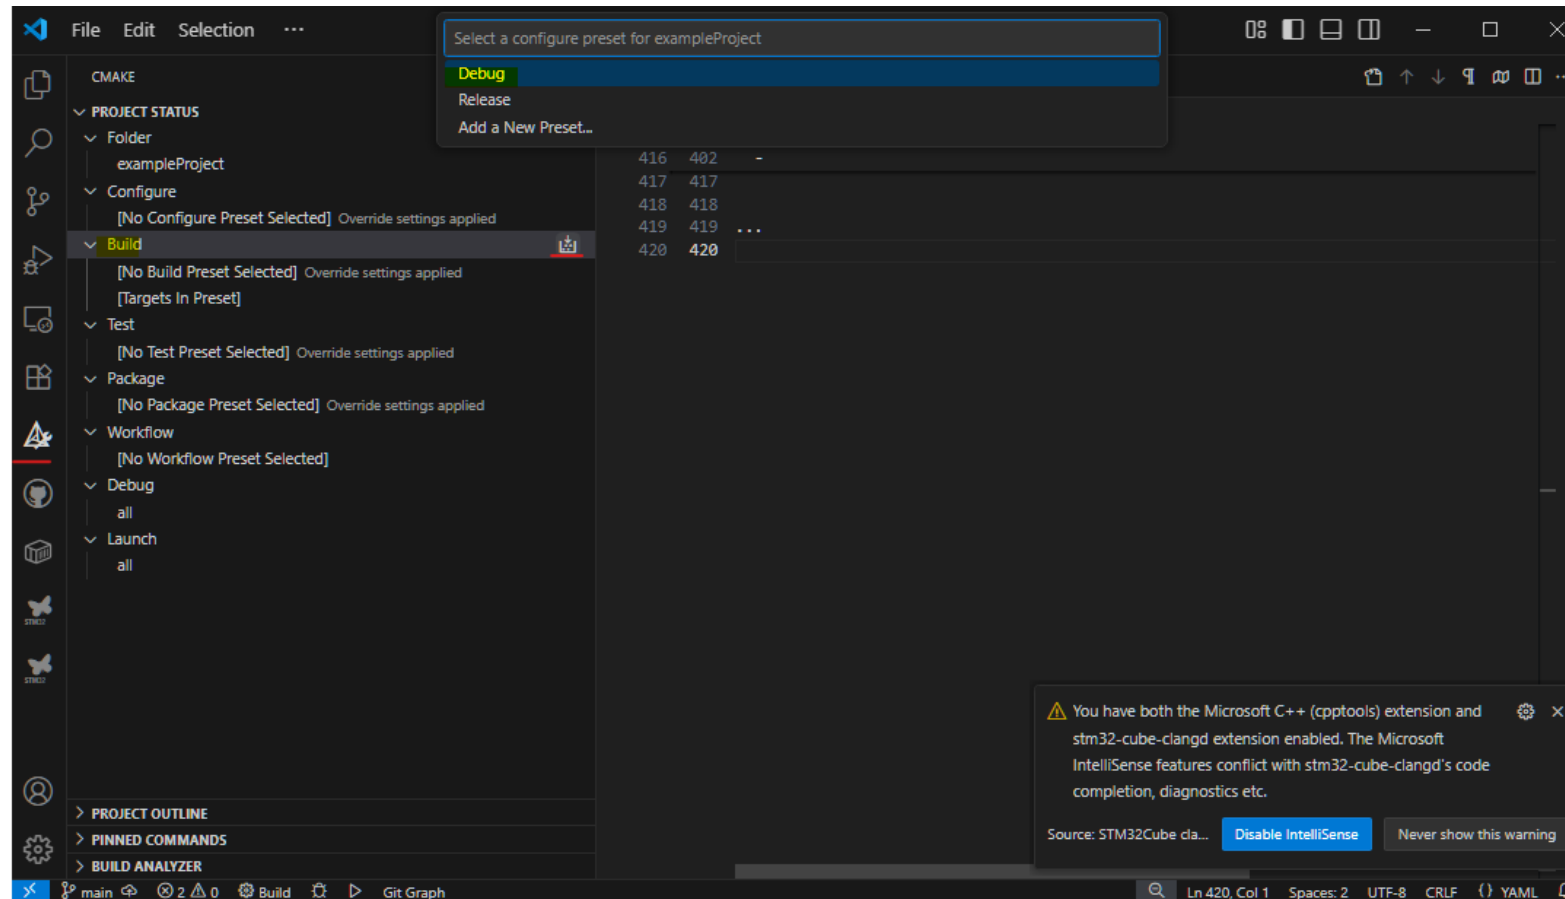 File Edit Selection ···
Select a configure preset for exampleProject
Debug
Release
Add a New Preset...
CMAKE
PROJECT STATUS
Folder
exampleProject
Configure
[No Configure Preset Selected] Override settings applied
Build
[No Build Preset Selected] Override settings applied
[Targets In Preset]
Test
[No Test Preset Selected] Override settings applied
Package
[No Package Preset Selected] Override settings applied
Workflow
[No Workflow Preset Selected]
Debug
all
Launch
all
STM32
STM32
PROJECT OUTLINE
PINNED COMMANDS
BUILD ANALYZER
416 402 -
417 417
418 418
419 419 ...
420 420
You have both the Microsoft C++ (cpptools) extension and
stm32-cube-clangd extension enabled. The Microsoft
IntelliSense features conflict with stm32-cube-clangd's code
completion, diagnostics etc.
Source: STM32Cube cla... Disable IntelliSense Never show this warning
main 2 0 Build Git Graph Ln 420, Col 1 Spaces: 2 UTF-8 CRLF {} YAML